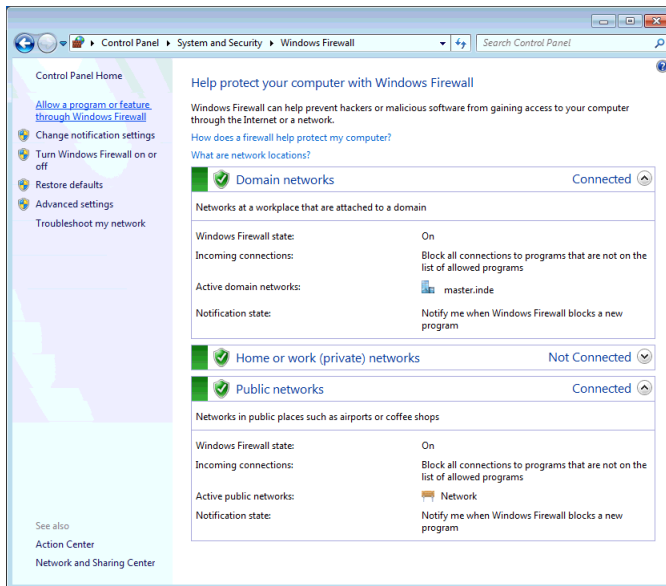 Control Panel ▸ System and Security ▸ Windows Firewall
Search Control Panel
Control Panel Home
Allow a program or feature
through Windows Firewall
Change notification settings
Turn Windows Firewall on or
off
Restore defaults
Advanced settings
Troubleshoot my network
See also
Action Center
Network and Sharing Center
Help protect your computer with Windows Firewall
Windows Firewall can help prevent hackers or malicious software from gaining access to your computer
through the Internet or a network.
How does a firewall help protect my computer?
What are network locations?
Domain networks Connected
Networks at a workplace that are attached to a domain
Windows Firewall state: On
Incoming connections: Block all connections to programs that are not on the
list of allowed programs
Active domain networks: master.inde
Notification state: Notify me when Windows Firewall blocks a new
program
Home or work (private) networks Not Connected
Public networks Connected
Networks in public places such as airports or coffee shops
Windows Firewall state: On
Incoming connections: Block all connections to programs that are not on the
list of allowed programs
Active public networks: Network
Notification state: Notify me when Windows Firewall blocks a new
program